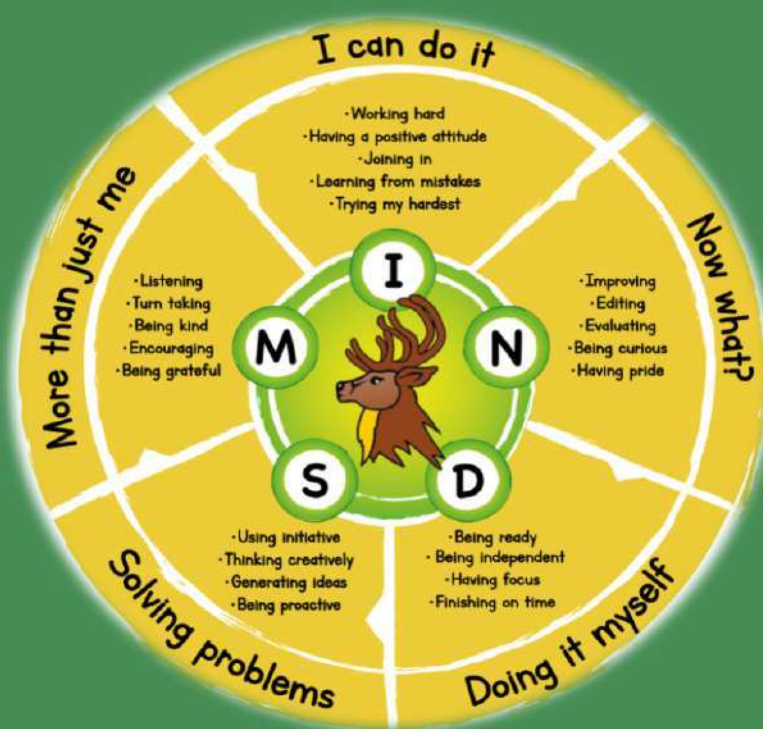 I can do it
·Working hard
·Having a positive attitude
·Joining in
·Learning from mistakes
·Trying my hardest
I
More than just me
·Listening
·Turn taking
·Being kind
·Encouraging
·Being grateful
M
Now what?
·Improving
·Editing
·Evaluating
·Being curious
·Having pride
N
Solving problems
·Using initiative
·Thinking creatively
·Generating ideas
·Being proactive
S
Doing it myself
·Being ready
·Being independent
·Having focus
·Finishing on time
D